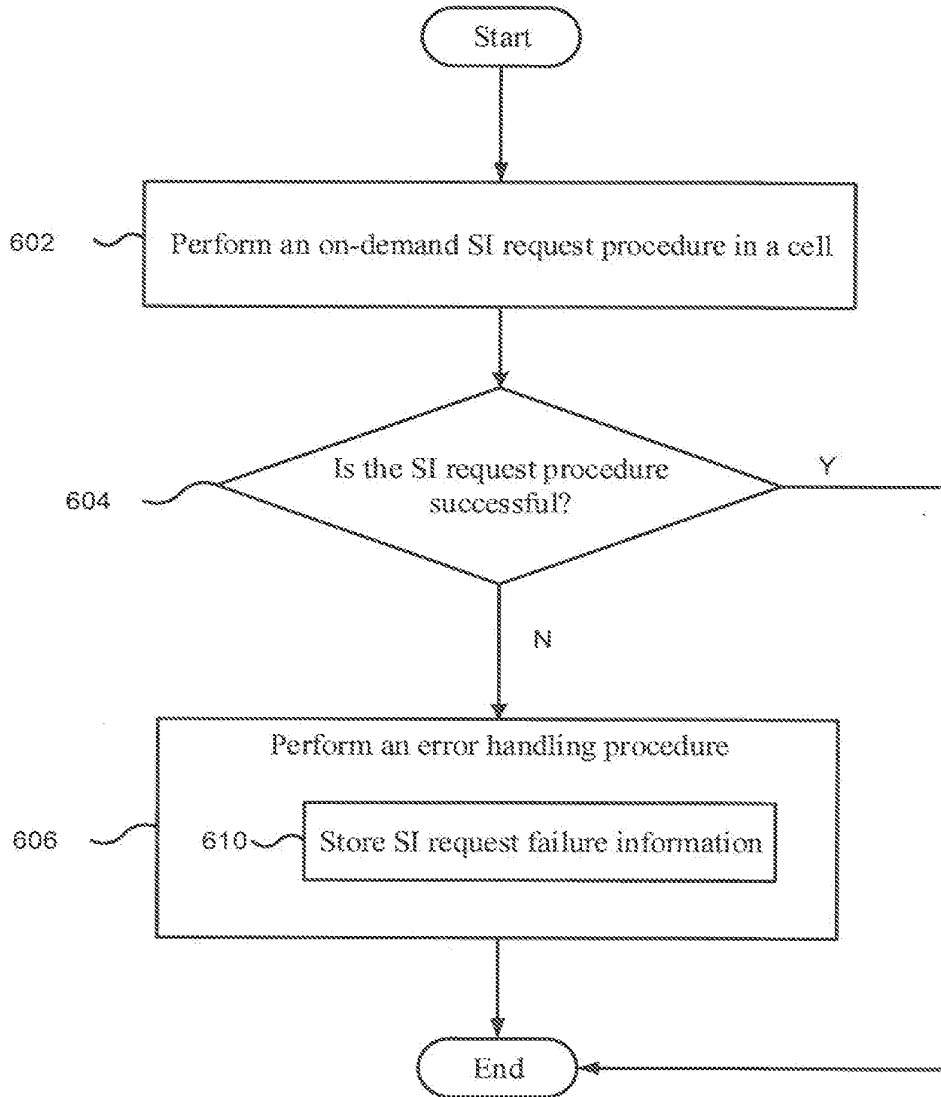 Start
602
Perform an on-demand SI request procedure in a cell
Is the SI request procedure
successful?
Y
604
N
Perform an error handling procedure
606
610
Store SI request failure information
End